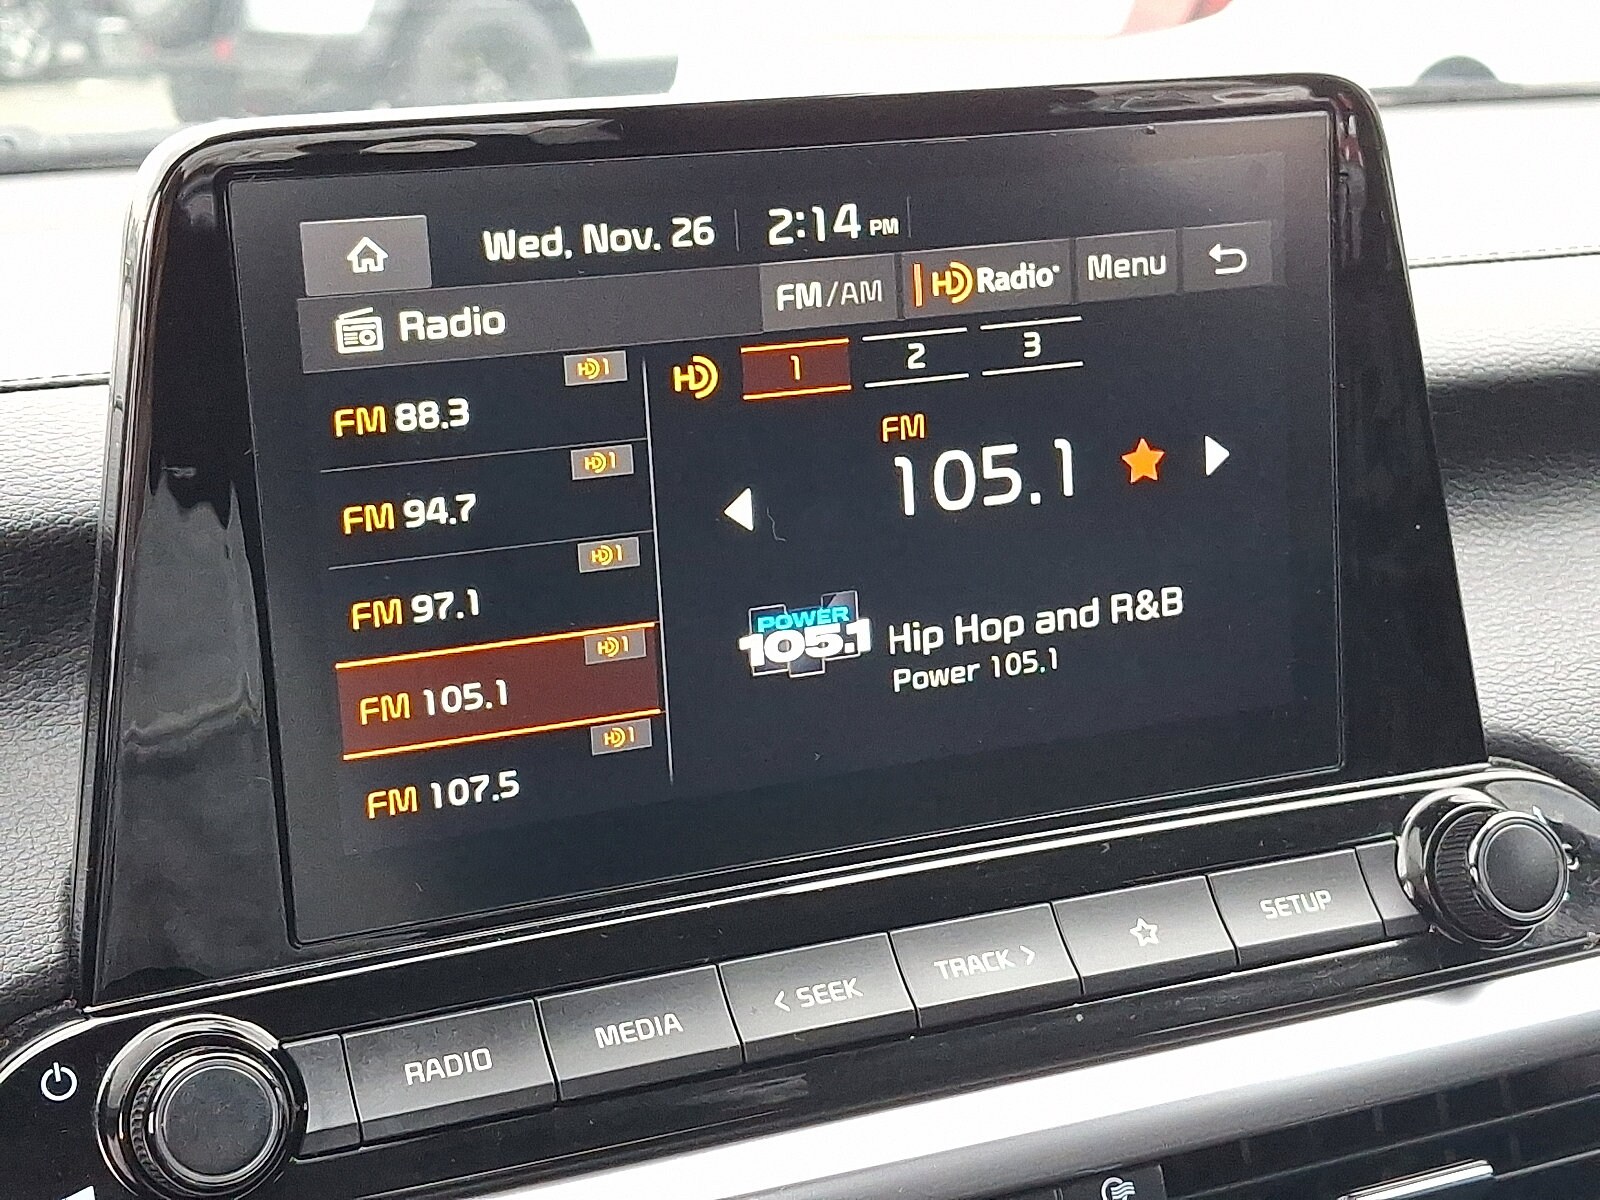 Wed, Nov. 26 2:14 PM
Radio FM/AM HD Radio Menu
HD1
FM 88.3
HD1
FM 94.7
HD1
FM 97.1
HD1
FM 105.1
HD1
FM 107.5
HD 1 2 3
FM
105.1
POWER
105.1
Hip Hop and R&B
Power 105.1
RADIO MEDIA < SEEK TRACK > SETUP